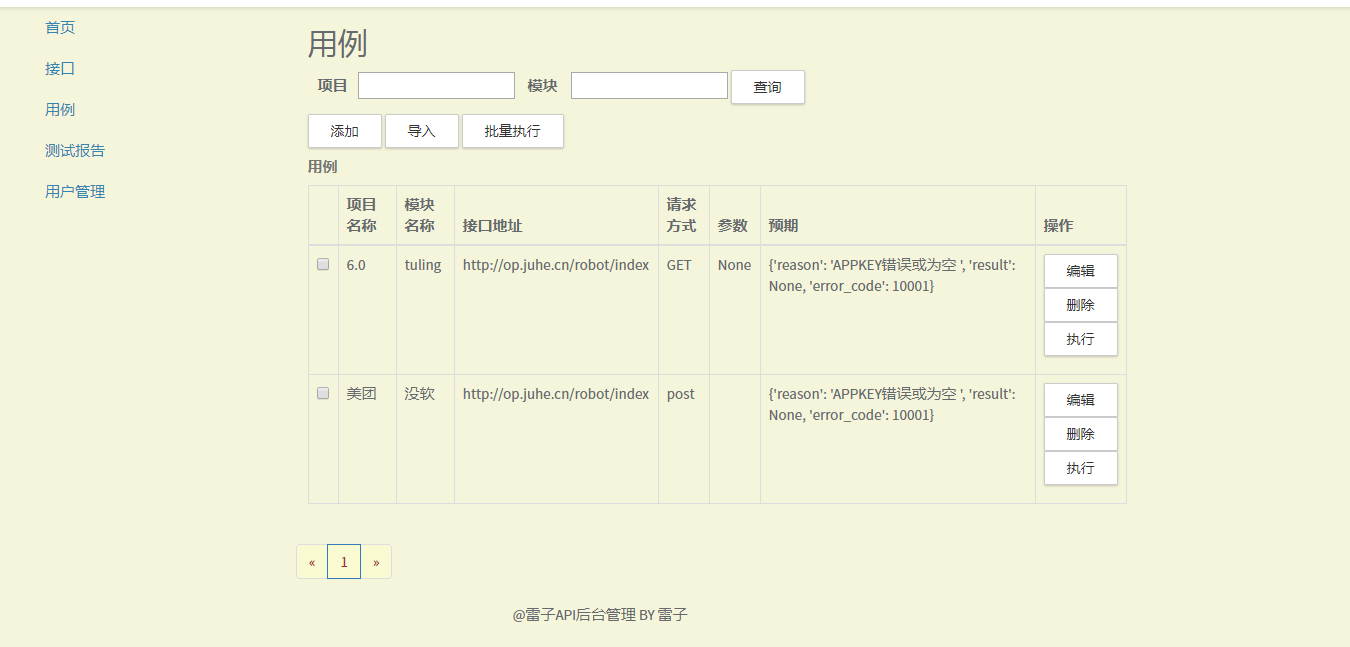 首页
接口
用例
测试报告
用户管理
用例
项目 模块 查询
添加 导入 批量执行
用例
项目名称 模块名称 接口地址 请求方式 参数 预期 操作
6.0 tuling http://op.juhe.cn/robot/index GET None {'reason': 'APPKEY错误或为空 ', 'result':
None, 'error_code': 10001}
编辑
删除
执行
美团 没软 http://op.juhe.cn/robot/index post {'reason': 'APPKEY错误或为空 ', 'result':
None, 'error_code': 10001}
编辑
删除
执行
« 1 »
@雷子API后台管理 BY 雷子